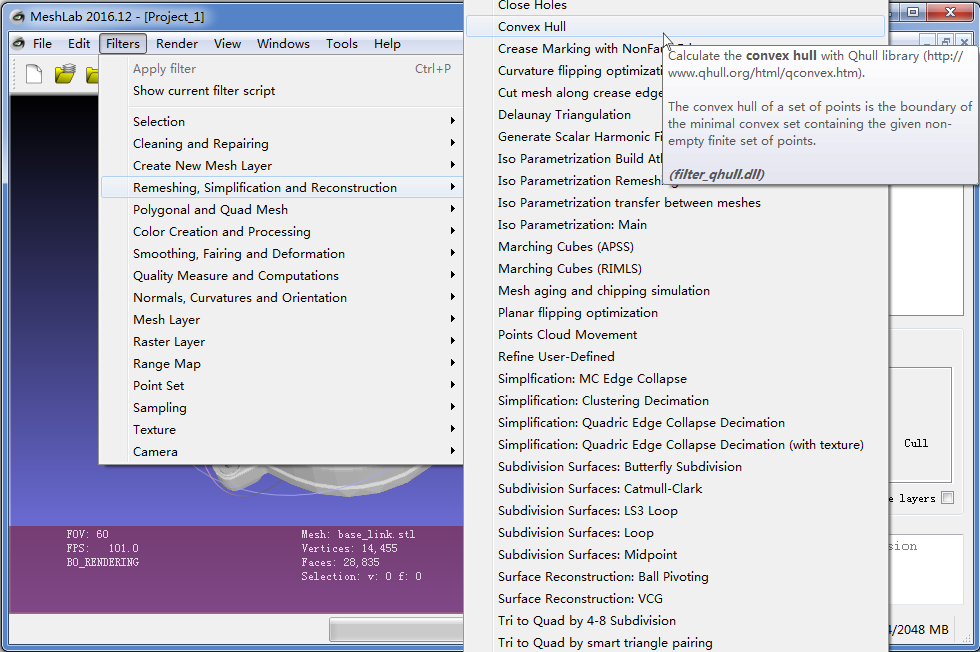 MeshLab 2016.12 - [Project_1]
File Edit Filters Render View Windows Tools Help
Apply filter Ctrl+P
Show current filter script
Selection
Cleaning and Repairing
Create New Mesh Layer
Remeshing, Simplification and Reconstruction
Polygonal and Quad Mesh
Color Creation and Processing
Smoothing, Fairing and Deformation
Quality Measure and Computations
Normals, Curvatures and Orientation
Mesh Layer
Raster Layer
Range Map
Point Set
Sampling
Texture
Camera
Close Holes
Convex Hull
Crease Marking with NonFa
Curvature flipping optimizati
Cut mesh along crease edge
Delaunay Triangulation
Generate Scalar Harmonic Fi
Iso Parametrization Build Atl
Iso Parametrization Remeshing
Iso Parametrization transfer between meshes
Iso Parametrization: Main
Marching Cubes (APSS)
Marching Cubes (RIMLS)
Mesh aging and chipping simulation
Planar flipping optimization
Points Cloud Movement
Refine User-Defined
Simplfication: MC Edge Collapse
Simplification: Clustering Decimation
Simplification: Quadric Edge Collapse Decimation
Simplification: Quadric Edge Collapse Decimation (with texture)
Subdivision Surfaces: Butterfly Subdivision
Subdivision Surfaces: Catmull-Clark
Subdivision Surfaces: LS3 Loop
Subdivision Surfaces: Loop
Subdivision Surfaces: Midpoint
Surface Reconstruction: Ball Pivoting
Surface Reconstruction: VCG
Tri to Quad by 4-8 Subdivision
Tri to Quad by smart triangle pairing
Calculate the convex hull with Qhull library (http://
www.qhull.org/html/qconvex.htm).
The convex hull of a set of points is the boundary of
the minimal convex set containing the given non-
empty finite set of points.
(filter_qhull.dll)
Cull
e layers
sion
4/2048 MB
FOV: 60
FPS: 101.0
BO_RENDERING
Mesh: base_link.stl
Vertices: 14,455
Faces: 28,835
Selection: v: 0 f: 0